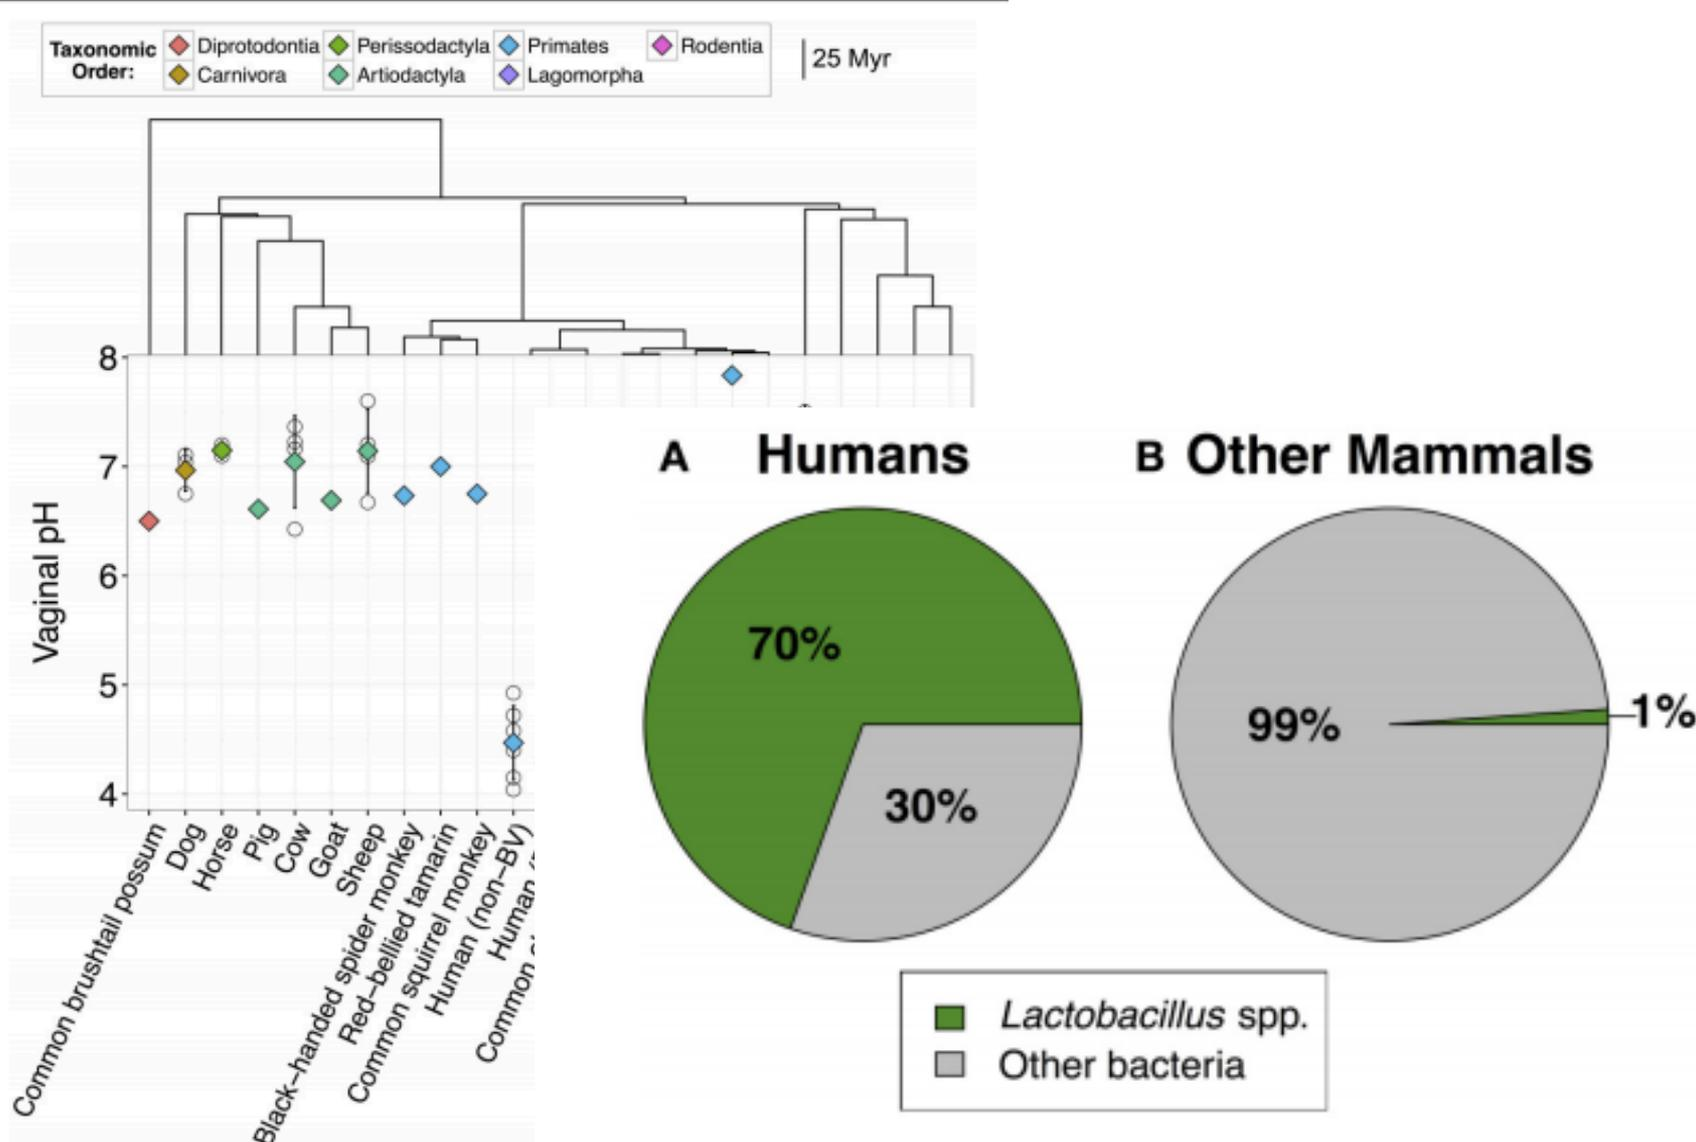 Taxonomic Order:
Diprotodontia
Perissodactyla
Primates
Rodentia
Carnivora
Artiodactyla
Lagomorpha
25 Myr
8
7
6
5
4
Vaginal pH
Common brushtail possum
Dog
Horse
Pig
Cow
Goat
Sheep
Black-handed spider monkey
Red-bellied tamarin
Common squirrel monkey
Human (non-BV)
Human
Common
A Humans
70%
30%
B Other Mammals
99%
1%
Lactobacillus spp.
Other bacteria